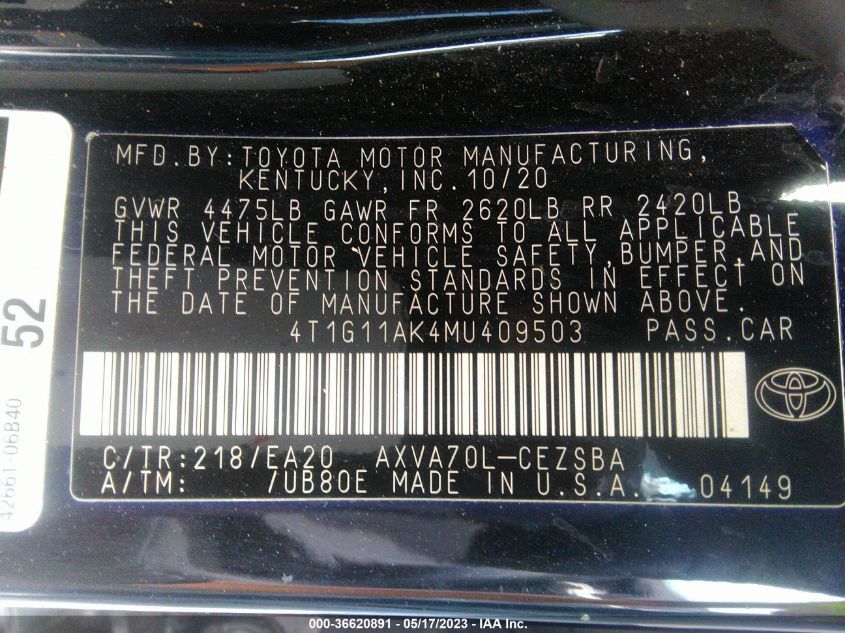 MFD.BY:TOYOTA MOTOR MANUFACTURING,
KENTUCKY,INC.10/20
GVWR 4475LB GAWR FR 2620LB RR 2420LB
THIS VEHICLE CONFORMS TO ALL APPLICABLE
FEDERAL MOTOR VEHICLE SAFETY,BUMPER,AND
THEFT PREVENTION STANDARDS IN EFFECT ON
THE DATE OF MANUFACTURE SHOWN ABOVE.
4T1G11AK4MU409503 PASS.CAR
C/TR:218/EA20 AXVA70L-CEZSBA
A/TM: /UB80E MADE IN U.S.A. 04149
52
42661-06B40
000-36620891 - 05/17/2023 - IAA Inc.